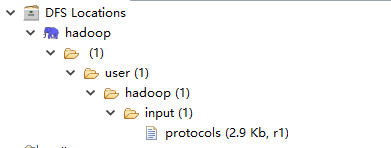 DFS Locations
hadoop
(1)
user (1)
hadoop (1)
input (1)
protocols (2.9 Kb, r1)